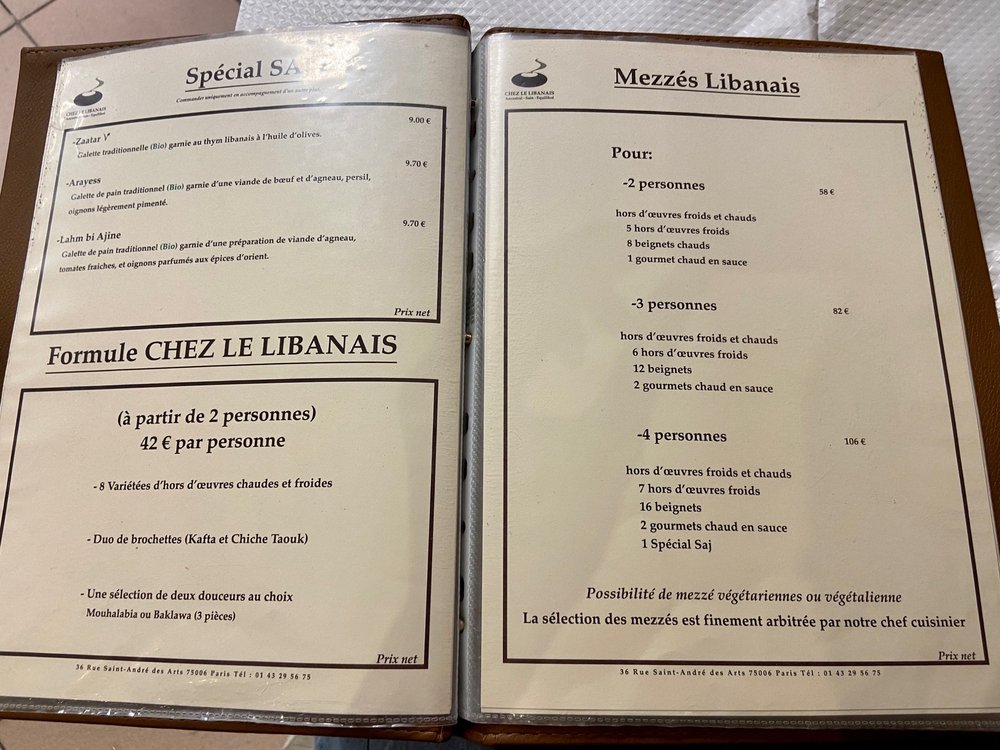 Spécial SA
CHEZ LE LIBANAIS
Ancestral - Sain - Equilibré
Commander uniquement en accompagnement d'un autre plat.
-Zaatar
9.00 €
Galette traditionnelle (Bio) garnie au thym libanais à l'huile d'olives.
-Arayess
9.70 €
Galette de pain traditionnel (Bio) garnie d'une viande de bœuf et d'agneau, persil,
oignons légèrement pimenté.
-Lahm bi Ajine
9.70 €
Galette de pain traditionnel (Bio) garnie d'une préparation de viande d'agneau,
tomates fraiches, et oignons parfumés aux épices d'orient.
Prix net
Formule CHEZ LE LIBANAIS
(à partir de 2 personnes)
42 € par personne
- 8 Variétées d'hors d'œuvres chaudes et froides
- Duo de brochettes (Kafta et Chiche Taouk)
- Une sélection de deux douceurs au choix
Mouhalabia ou Baklawa (3 pièces)
Prix net
36 Rue Saint-André des Arts 75006 Paris Tél : 01 43 29 56 75
CHEZ LE LIBANAIS
Ancestral - Sain - Equilibré
Mezzés Libanais
Pour:
-2 personnes
58 €
hors d'œuvres froids et chauds
5 hors d'œuvres froids
8 beignets chauds
1 gourmet chaud en sauce
-3 personnes
82 €
hors d'œuvres froids et chauds
6 hors d'œuvres froids
12 beignets
2 gourmets chaud en sauce
-4 personnes
106 €
hors d'œuvres froids et chauds
7 hors d'œuvres froids
16 beignets
2 gourmets chaud en sauce
1 Spécial Saj
Possibilité de mezzé végétariennes ou végétalienne
La sélection des mezzés est finement arbitrée par notre chef cuisinier
Prix net
36 Rue Saint-André des Arts 75006 Paris Tél : 01 43 29 56 75